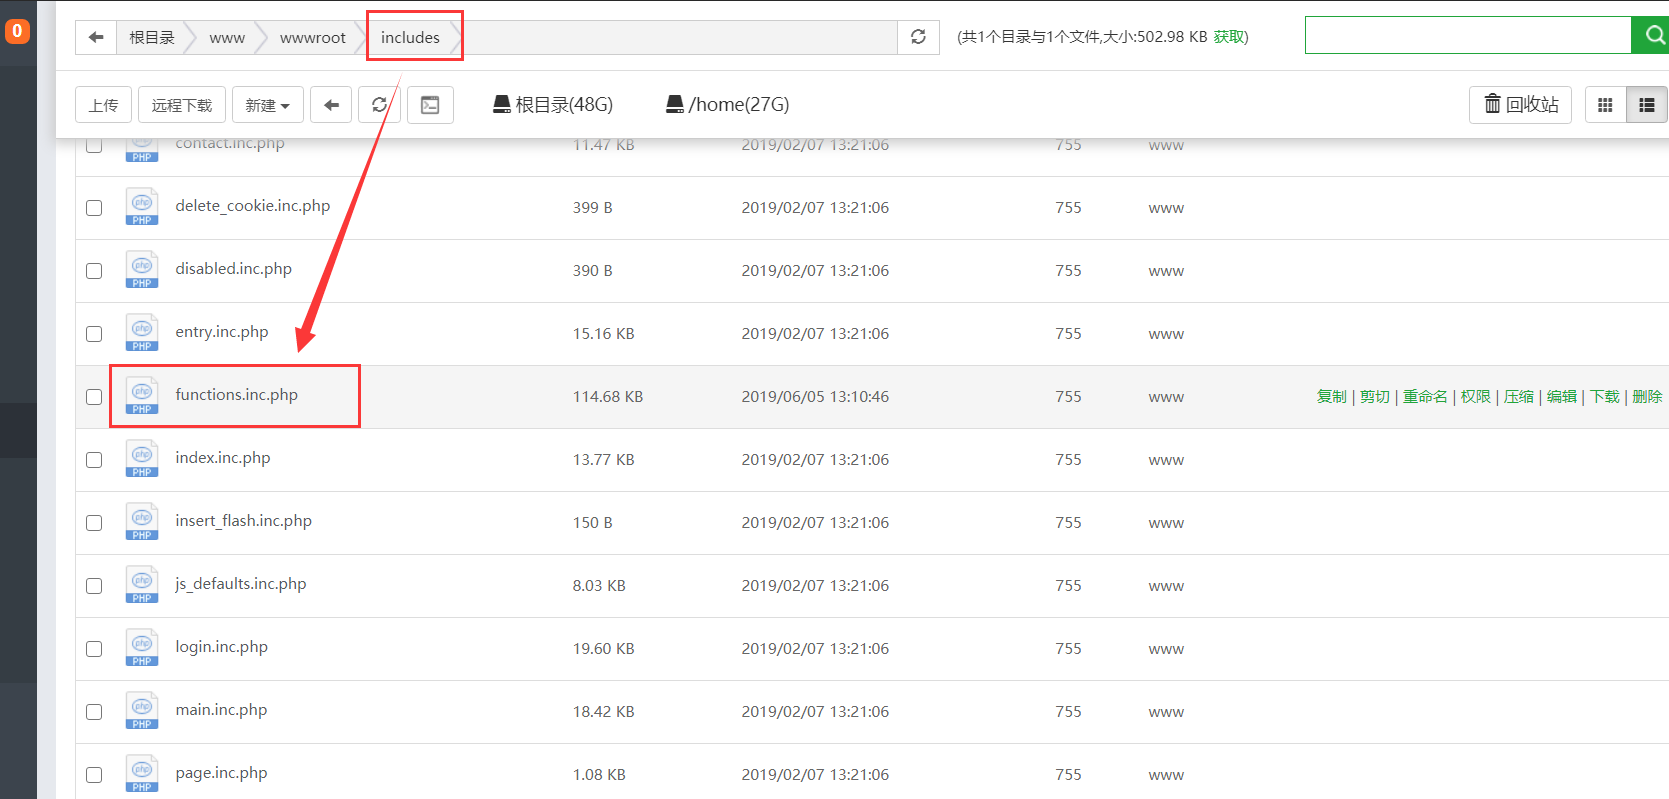 0
根目录 www wwwroot includes (共1个目录与1个文件,大小:502.98 KB 获取)
上传 远程下载 新建 根目录(48G) /home(27G) 回收站
contact.inc.php 11.47 KB 2019/02/07 13:21:06 755 www
PHP
php delete_cookie.inc.php 399 B 2019/02/07 13:21:06 755 www
PHP
php disabled.inc.php 390 B 2019/02/07 13:21:06 755 www
PHP
php entry.inc.php 15.16 KB 2019/02/07 13:21:06 755 www
PHP
php functions.inc.php 114.68 KB 2019/06/05 13:10:46 755 www 复制 | 剪切 | 重命名 | 权限 | 压缩 | 编辑 | 下载 | 删除
PHP
php index.inc.php 13.77 KB 2019/02/07 13:21:06 755 www
PHP
php insert_flash.inc.php 150 B 2019/02/07 13:21:06 755 www
PHP
php js_defaults.inc.php 8.03 KB 2019/02/07 13:21:06 755 www
PHP
php login.inc.php 19.60 KB 2019/02/07 13:21:06 755 www
PHP
php main.inc.php 18.42 KB 2019/02/07 13:21:06 755 www
PHP
php page.inc.php 1.08 KB 2019/02/07 13:21:06 755 www
PHP